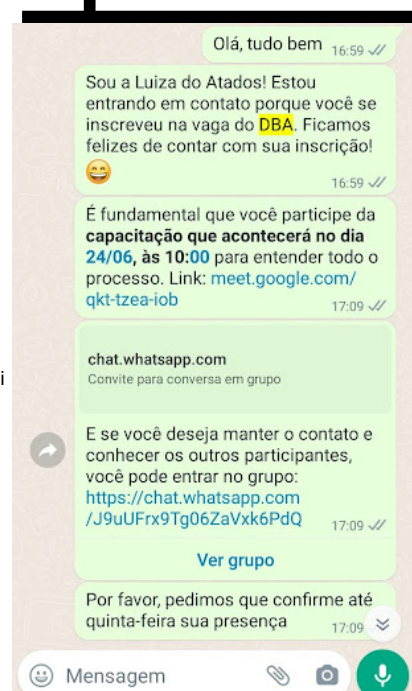 Olá, tudo bem 16:59
Sou a Luiza do Atados! Estou
entrando em contato porque você se
inscreveu na vaga do DBA. Ficamos
felizes de contar com sua inscrição!
16:59
É fundamental que você participe da
capacitação que acontecerá no dia
24/06, às 10:00 para entender todo o
processo. Link: meet.google.com/
qkt-tzea-iob 17:09
chat.whatsapp.com
Convite para conversa em grupo
i
E se você deseja manter o contato e
conhecer os outros participantes,
você pode entrar no grupo:
https://chat.whatsapp.com
/J9uUFrx9Tg06ZaVxk6PdQ 17:09
Ver grupo
Por favor, pedimos que confirme até
quinta-feira sua presença 17:09
Mensagem